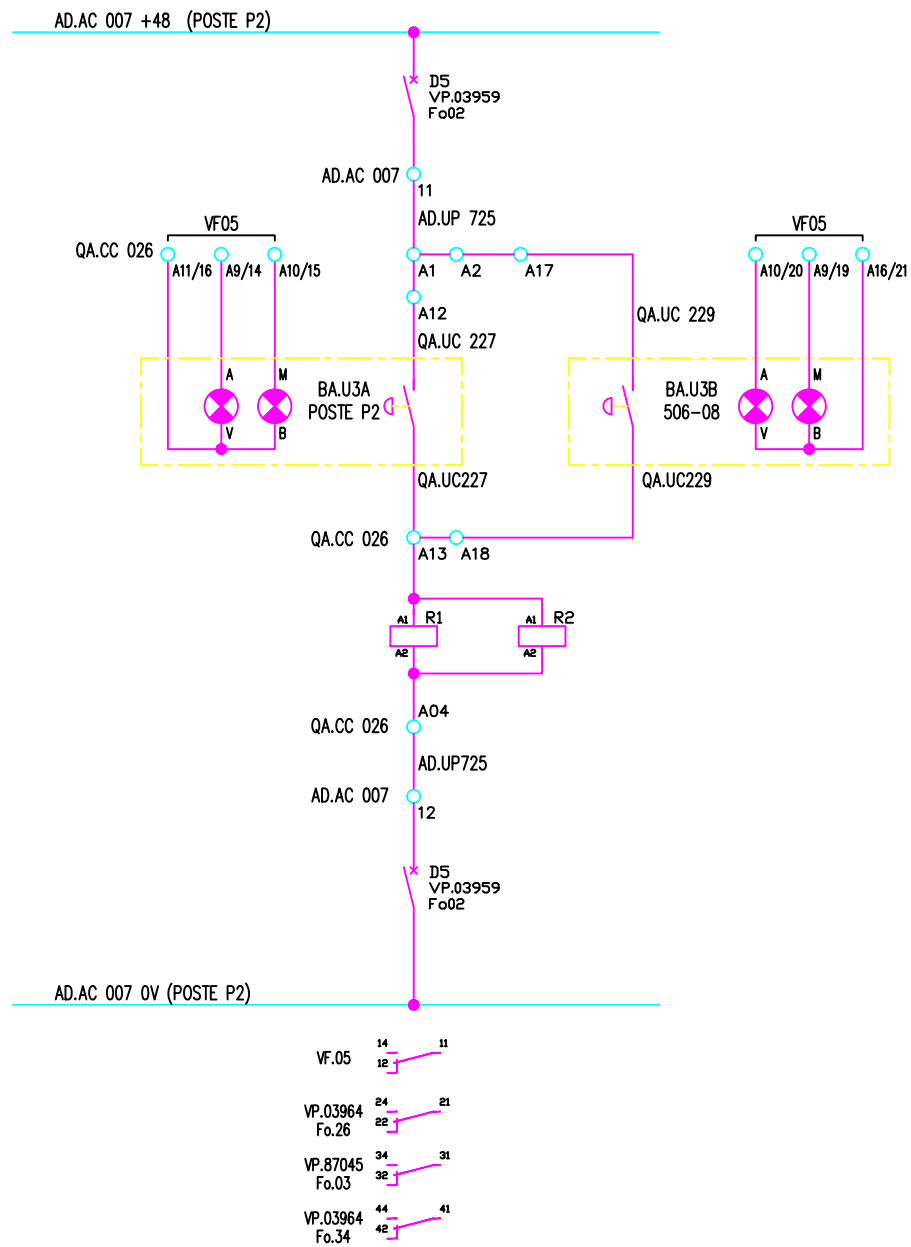 AD.AC 007 +48 (POSTE P2)
D5
VP.03959
Fo02
AD.AC 007
11
AD.UP 725
VF05
QA.CC 026
A11/16
A9/14
A10/15
A1
A2
A17
VF05
A10/20
A9/19
A16/21
A12
QA.UC 229
QA.UC 227
A
M
BA.U3A
POSTE P2
V
B
BA.U3B
506-08
A
M
V
B
QA.UC227
QA.UC229
QA.CC 026
A13
A18
A1
R1
A2
A1
R2
A2
A04
QA.CC 026
AD.UP725
AD.AC 007
12
D5
VP.03959
Fo02
AD.AC 007 0V (POSTE P2)
VF.05
14
12
11
VP.03964
Fo.26
24
22
21
VP.87045
Fo.03
34
32
31
VP.03964
Fo.34
44
42
41